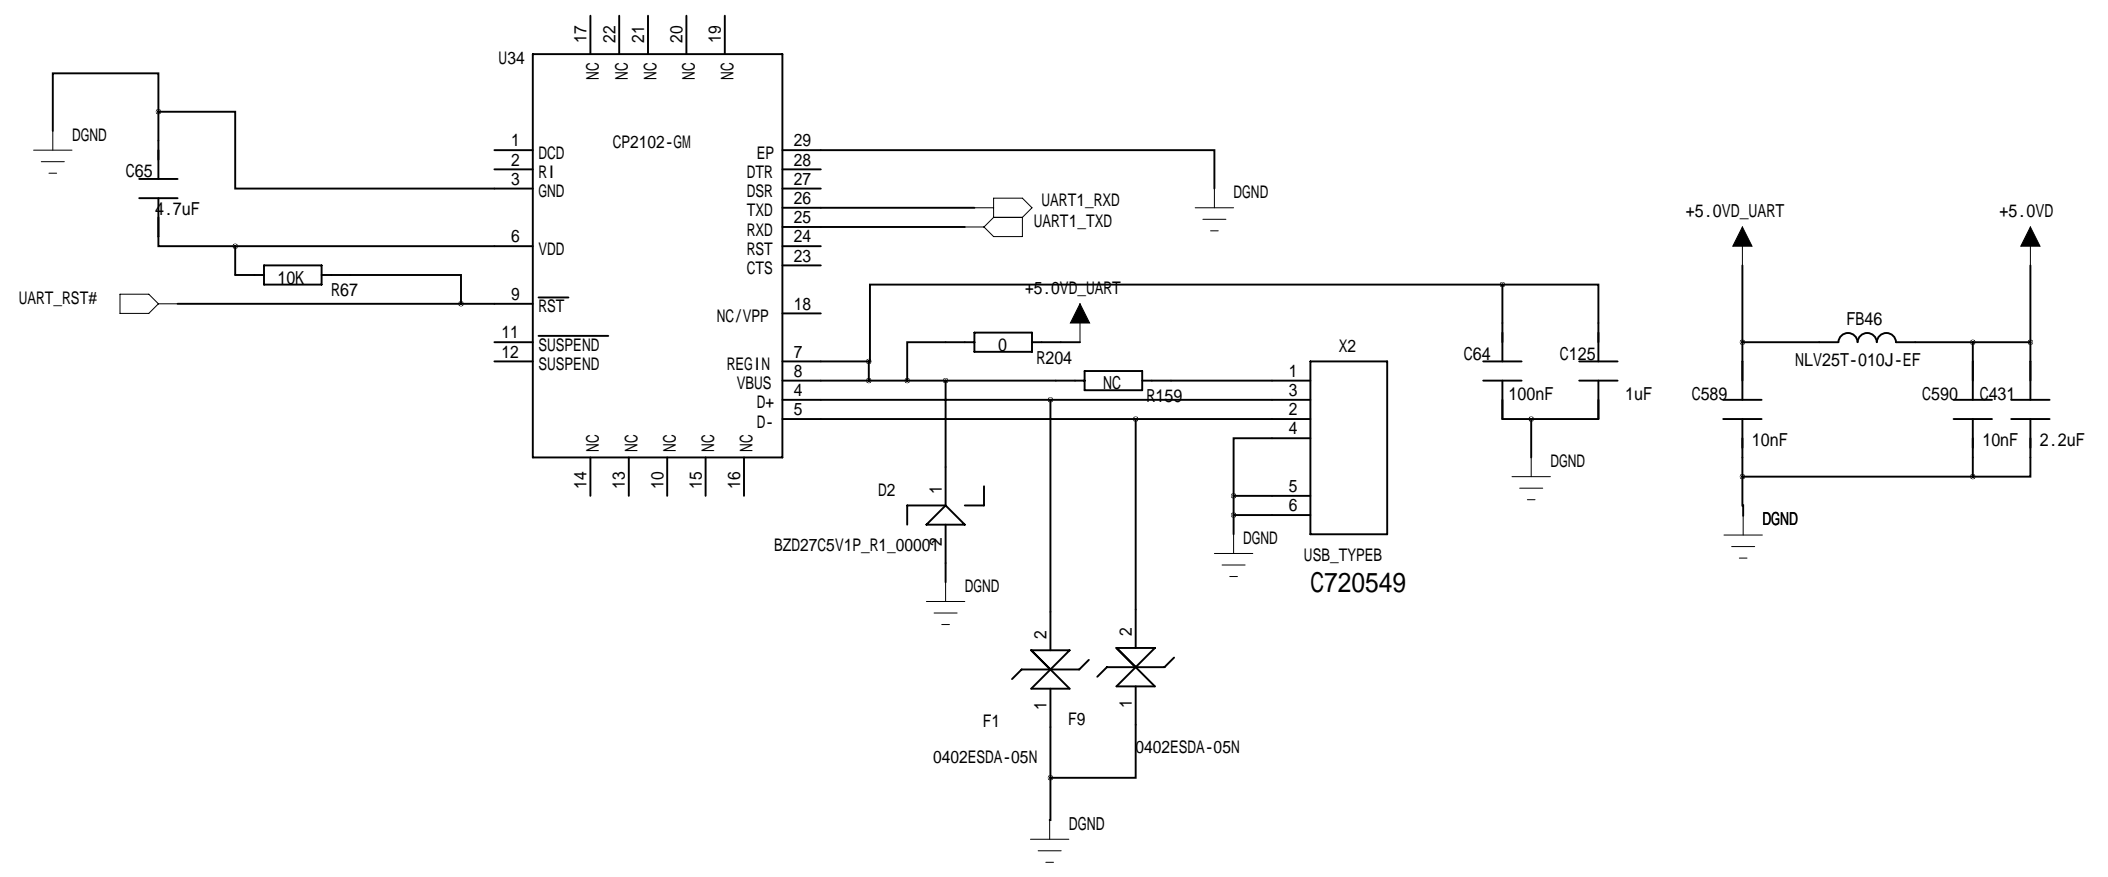 17
22
21
20
19
U34
NC
NC
NC
NC
NC
CP2102-GM
DGND
C65
4.7uF
1
DCD
2
RI
3
GND
6
VDD
10K
R67
UART_RST#
9
RST
11
SUSPEND
12
SUSPEND
29
EP
28
DTR
27
DSR
26
TXD
25
RXD
24
RST
23
CTS
18
NC/VPP
7
REGIN
8
VBUS
4
D+
5
D-
NC
NC
NC
NC
NC
14
13
10
15
16
UART1_RXD
UART1_TXD
DGND
+5.0VD_UART
0
R204
NC
R159
X2
1
3
2
4
5
6
DGND
USB_TYPEB
C720549
D2
1
2
BZD27C5V1P_R1_00001
DGND
2
1
F1
0402ESDA-05N
2
1
F9
0402ESDA-05N
DGND
C64
100nF
C125
1uF
DGND
+5.0VD_UART
+5.0VD
FB46
NLV25T-010J-EF
C589
10nF
C590
10nF
C431
2.2uF
DGND